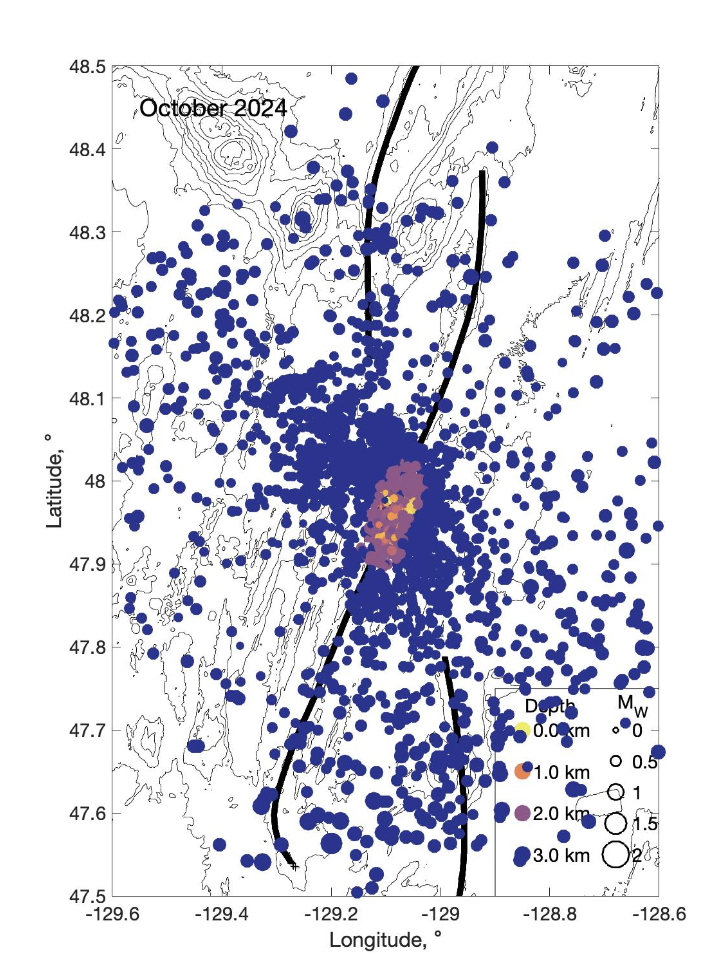 48.5
October 2024
48.4
48.3
48.2
48.1
48
47.9
47.8
47.7
47.6
47.5
Latitude, °
Depth M_W
0.0 km 0
0.5
1.0 km
1
2.0 km
1.5
3.0 km 2
-129.6 -129.4 -129.2 -129 -128.8 -128.6
Longitude, °